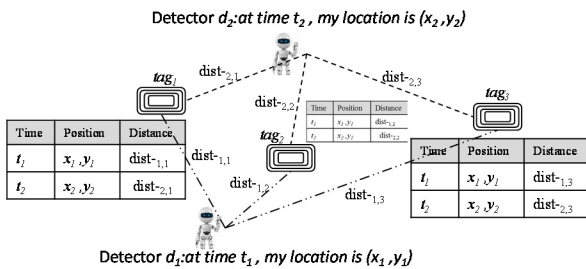 Detector d2:at time t2 , my location is (x2 ,y2)
tag1
dist-2,1
dist-2,3
tag3
dist-2,2
Time Position Distance
t1 x1 ,y1 dist-1,2
t2 x2 ,y2 dist-2,2
tag2
Time Position Distance
t1 x1 ,y1 dist-1,1
t2 x2 ,y2 dist-2,1
dist-1,1
dist-1,2
dist-1,3
Time Position Distance
t1 x1 ,y1 dist-1,3
t2 x2 ,y2 dist-2,3
Detector d1:at time t1 , my location is (x1 ,y1)